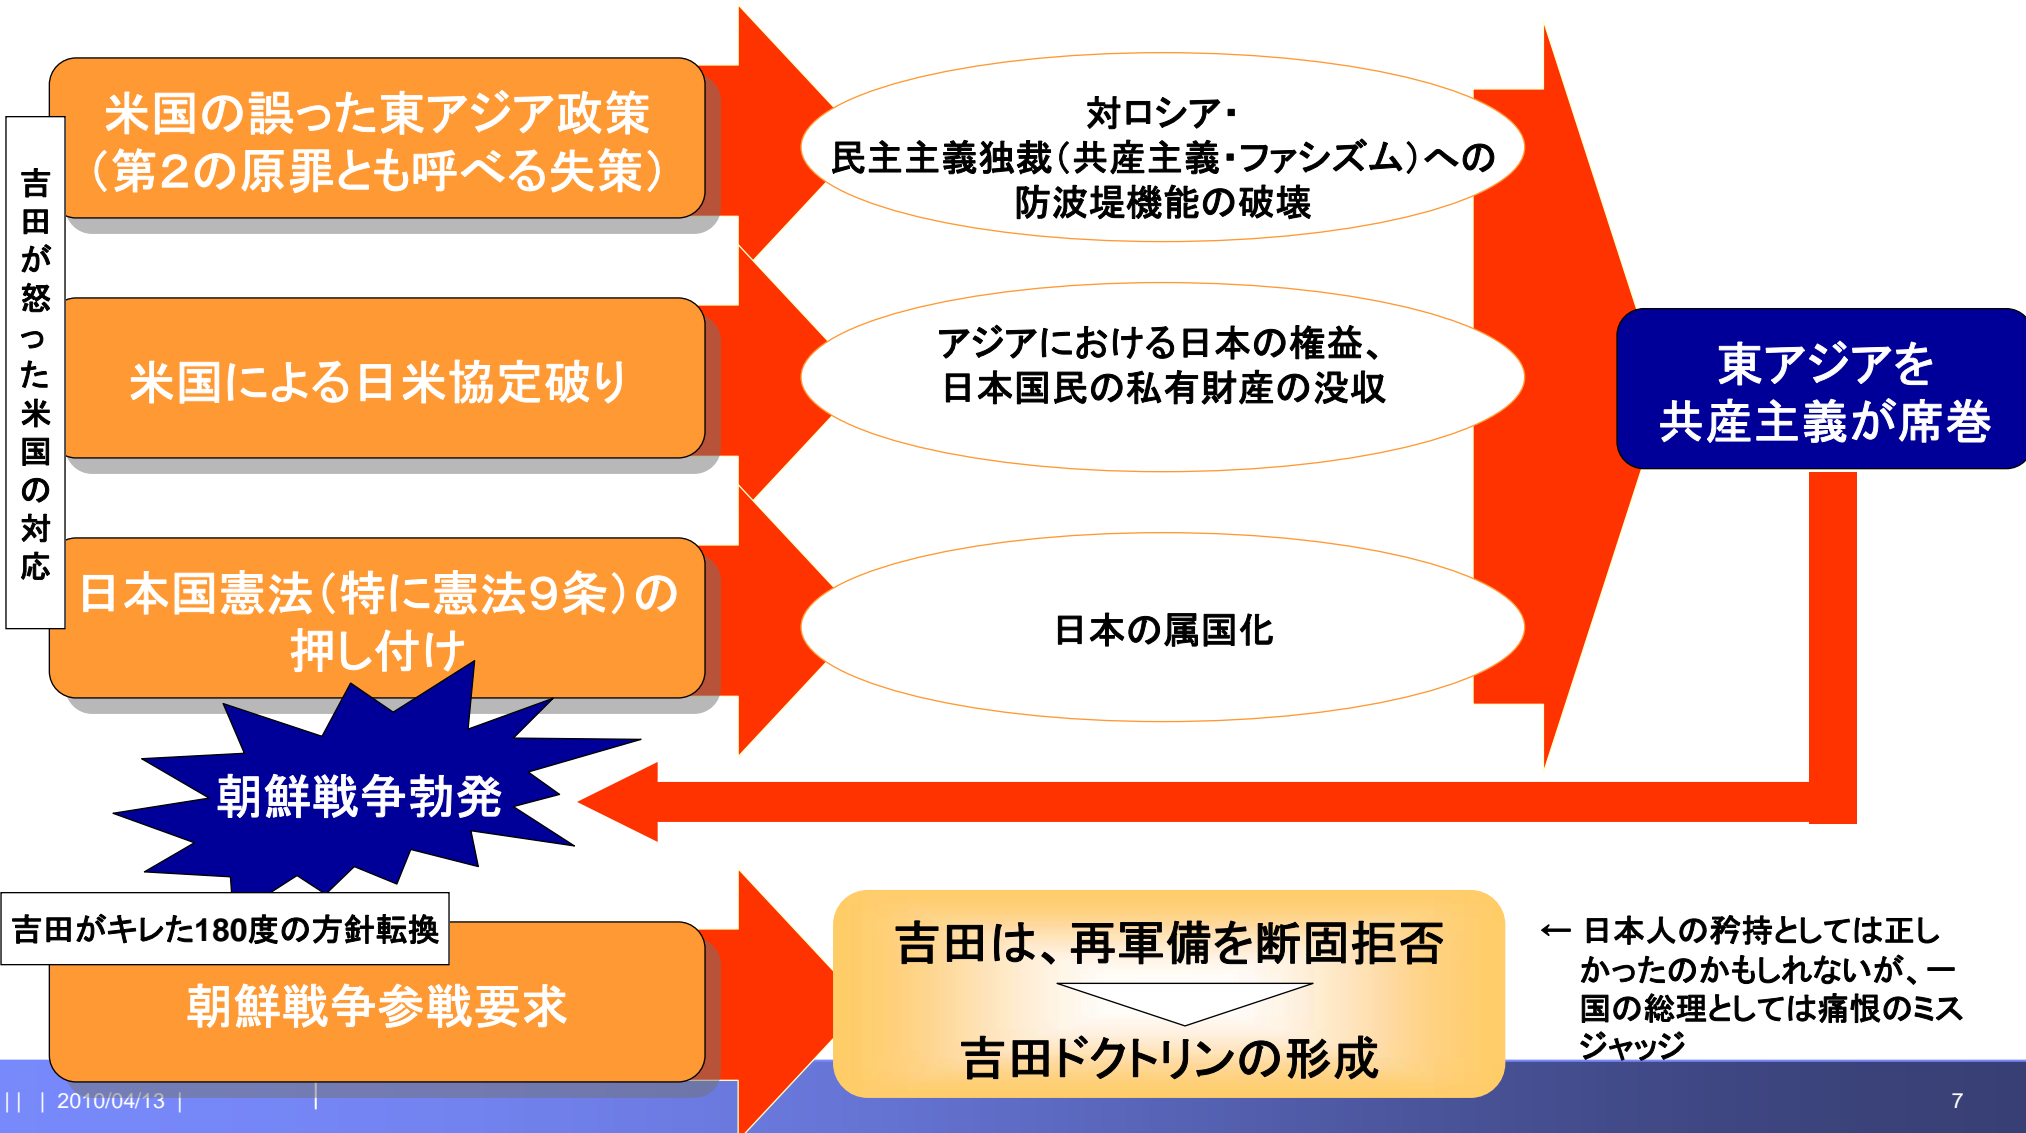 吉田が怒った米国の対応
米国の誤った東アジア政策
（第2の原罪とも呼べる失策）
対ロシア・
民主主義独裁（共産主義・ファシズム）への
防波堤機能の破壊
米国による日米協定破り
アジアにおける日本の権益、
日本国民の私有財産の没収
東アジアを
共産主義が席巻
日本国憲法（特に憲法9条）の
押し付け
日本の属国化
朝鮮戦争勃発
吉田がキレた180度の方針転換
朝鮮戦争参戦要求
吉田は、再軍備を断固拒否
吉田ドクトリンの形成
← 日本人の矜持としては正し
かったのかもしれないが、一
国の総理としては痛恨のミス
ジャッジ
|| | 2010/04/13 |
7